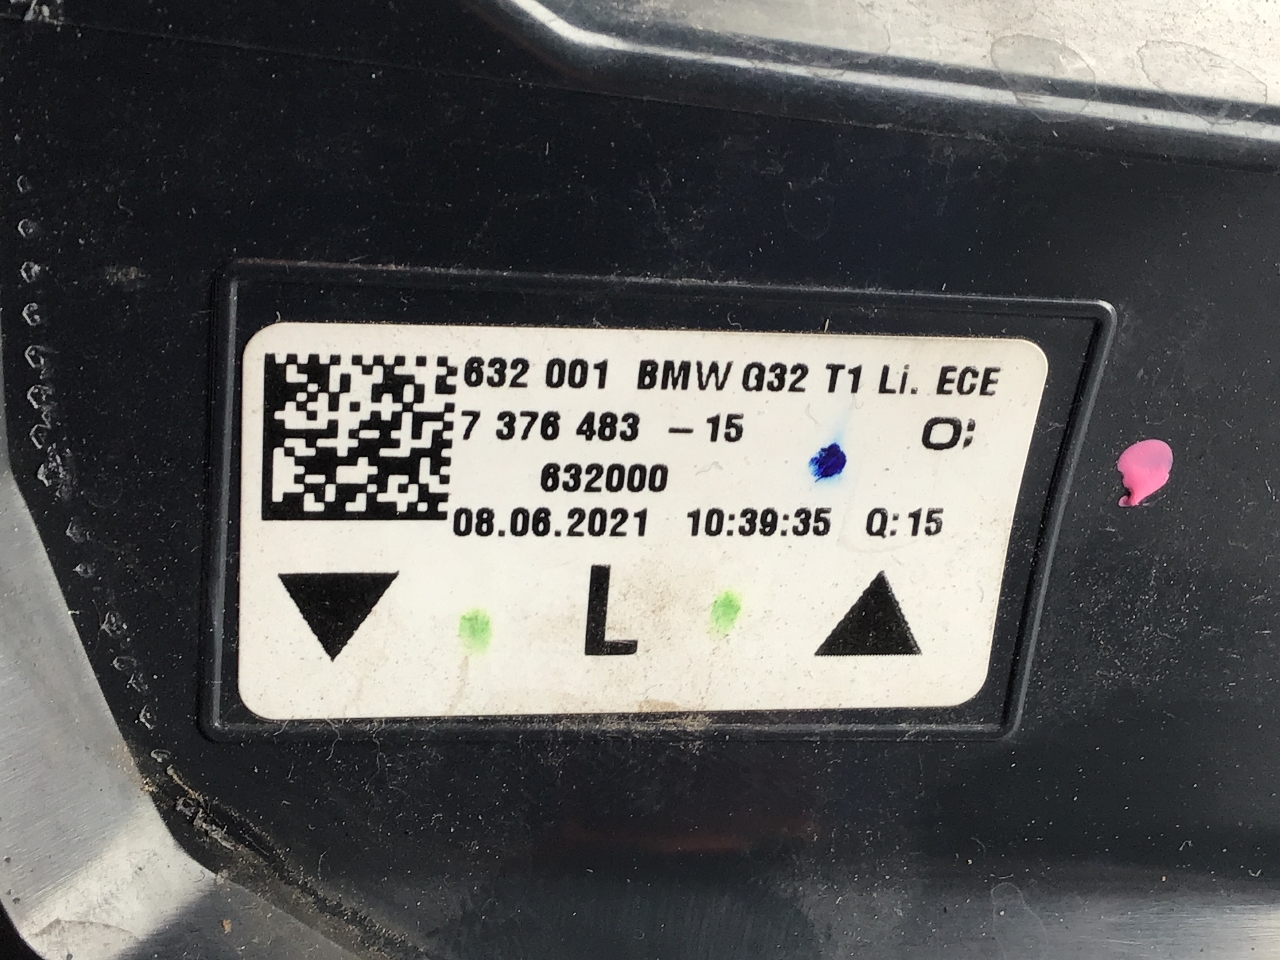 632 001 BMW G32 T1 Li. ECE
7 376 483 - 15 O:
632000
08.06.2021 10:39:35 Q: 15
L